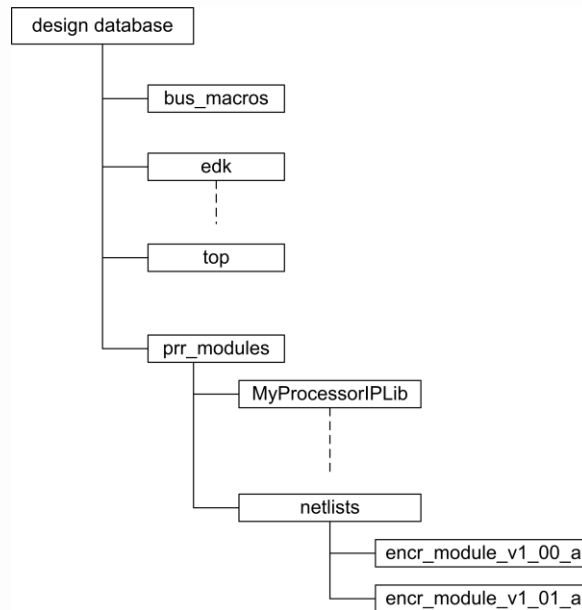 design database
bus_macros
edk
top
prr_modules
MyProcessorIPLib
netlists
encr_module_v1_00_a
encr_module_v1_01_a